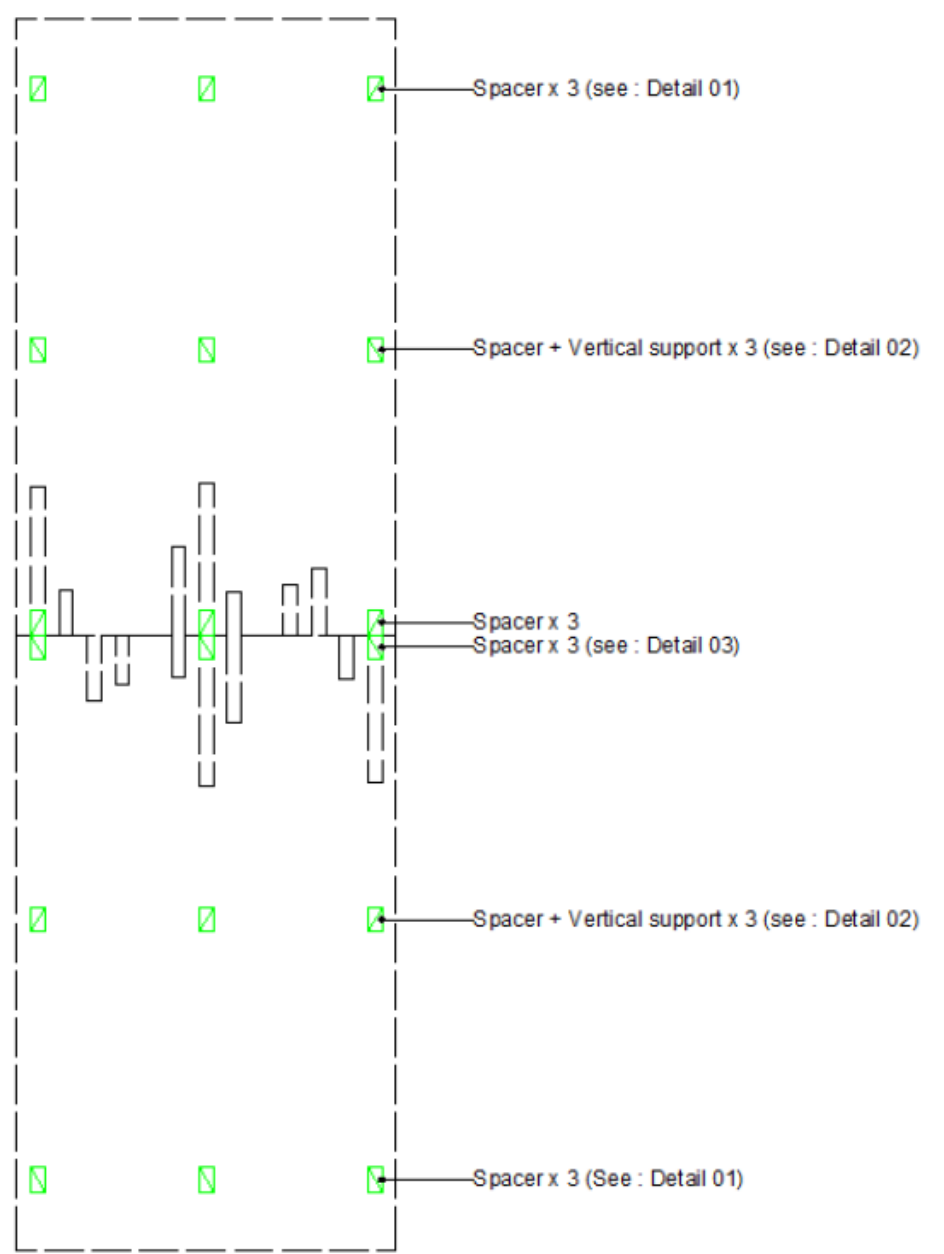 Spacer x 3 (see : Detail 01)
Spacer + Vertical support x 3 (see : Detail 02)
Spacer x 3
Spacer x 3 (see : Detail 03)
Spacer + Vertical support x 3 (see : Detail 02)
Spacer x 3 (See : Detail 01)